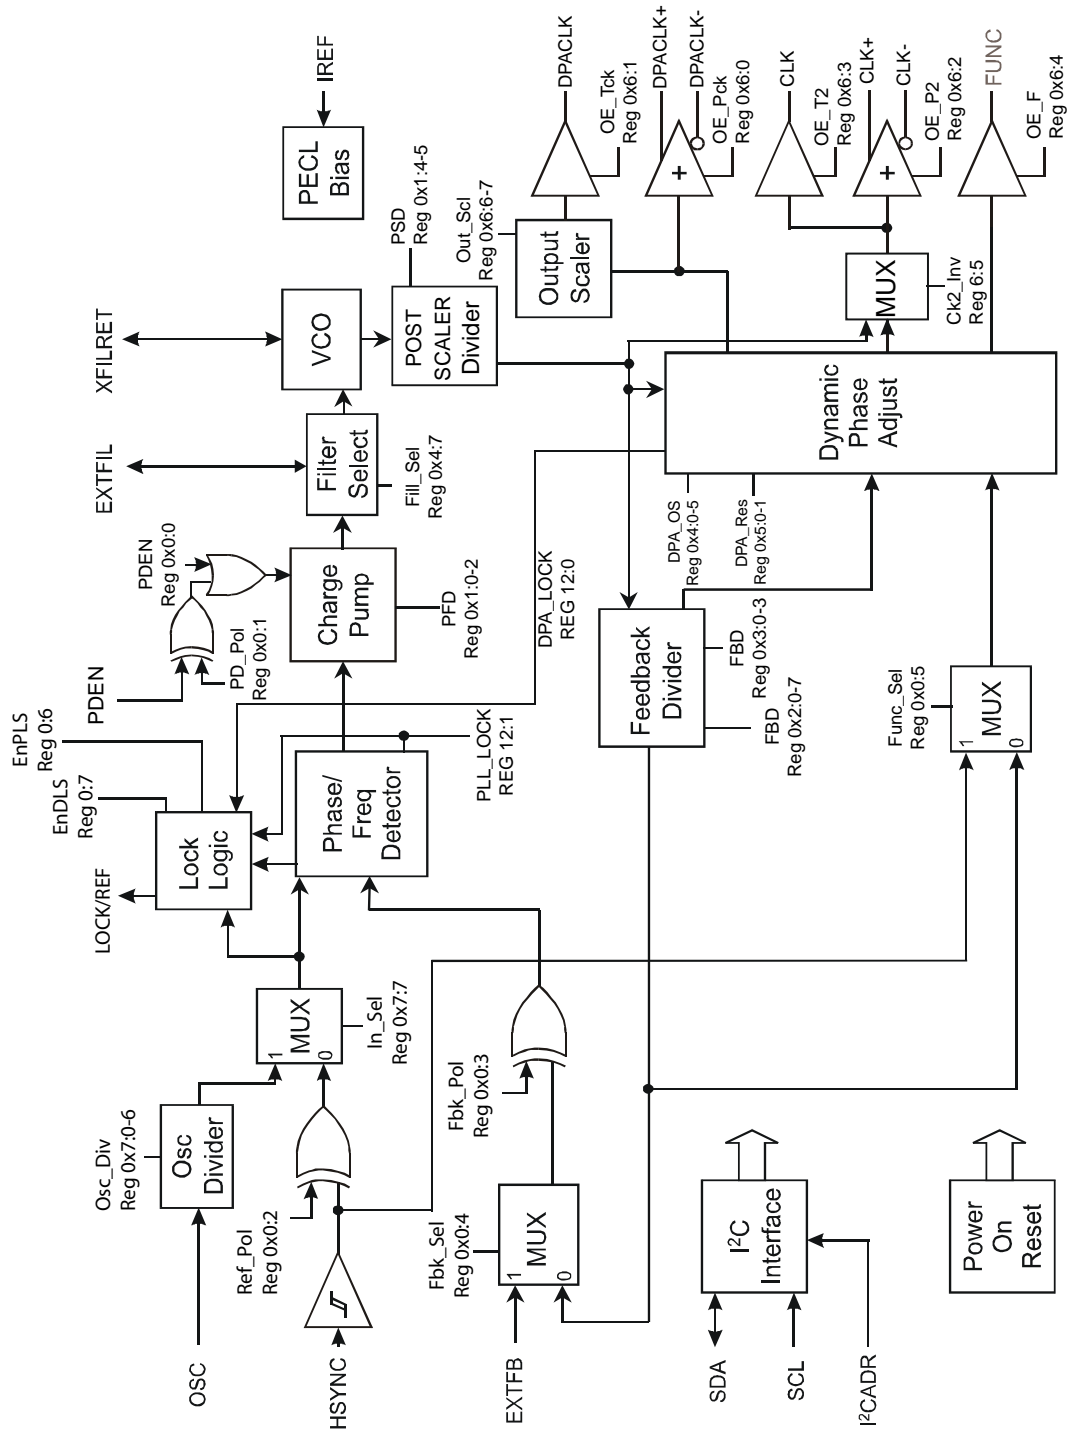 OSC
Osc_Div
Reg 0x7:0-6
Osc
Divider
HSYNC
Ref_Pol
Reg 0x0:2
1
MUX
0
In_Sel
Reg 0x7:7
LOCK/REF
EnDLS
Reg 0:7
EnPLS
Reg 0:6
Lock
Logic
Phase/
Freq
Detector
PLL_LOCK
REG 12:1
PDEN
PD_Pol
Reg 0x0:1
PDEN
Reg 0x0:0
Charge
Pump
PFD
Reg 0x1:0-2
DPA_LOCK
REG 12:0
EXTFIL
Filter
Select
Fill_Sel
Reg 0x4:7
XFILRET
VCO
POST
SCALER
Divider
PSD
Reg 0x1:4-5
PECL
Bias
IREF
Out_Scl
Reg 0x6:6-7
Output
Scaler
DPACLK
OE_Tck
Reg 0x6:1
+
DPACLK+
DPACLK-
OE_Pck
Reg 0x6:0
CLK
OE_T2
Reg 0x6:3
+
CLK+
CLK-
OE_P2
Reg 0x6:2
FUNC
OE_F
Reg 0x6:4
MUX
Ck2_Inv
Reg 6:5
Dynamic
Phase
Adjust
DPA_OS
Reg 0x4:0-5
DPA_Res
Reg 0x5:0-1
Feedback
Divider
FBD
Reg 0x3:0-3
FBD
Reg 0x2:0-7
Func_Sel
Reg 0x0:5
1
MUX
0
EXTFB
Fbk_Sel
Reg 0x0:4
1
MUX
0
Fbk_Pol
Reg 0x0:3
SDA
SCL
I²CADR
I²C
Interface
Power
On
Reset